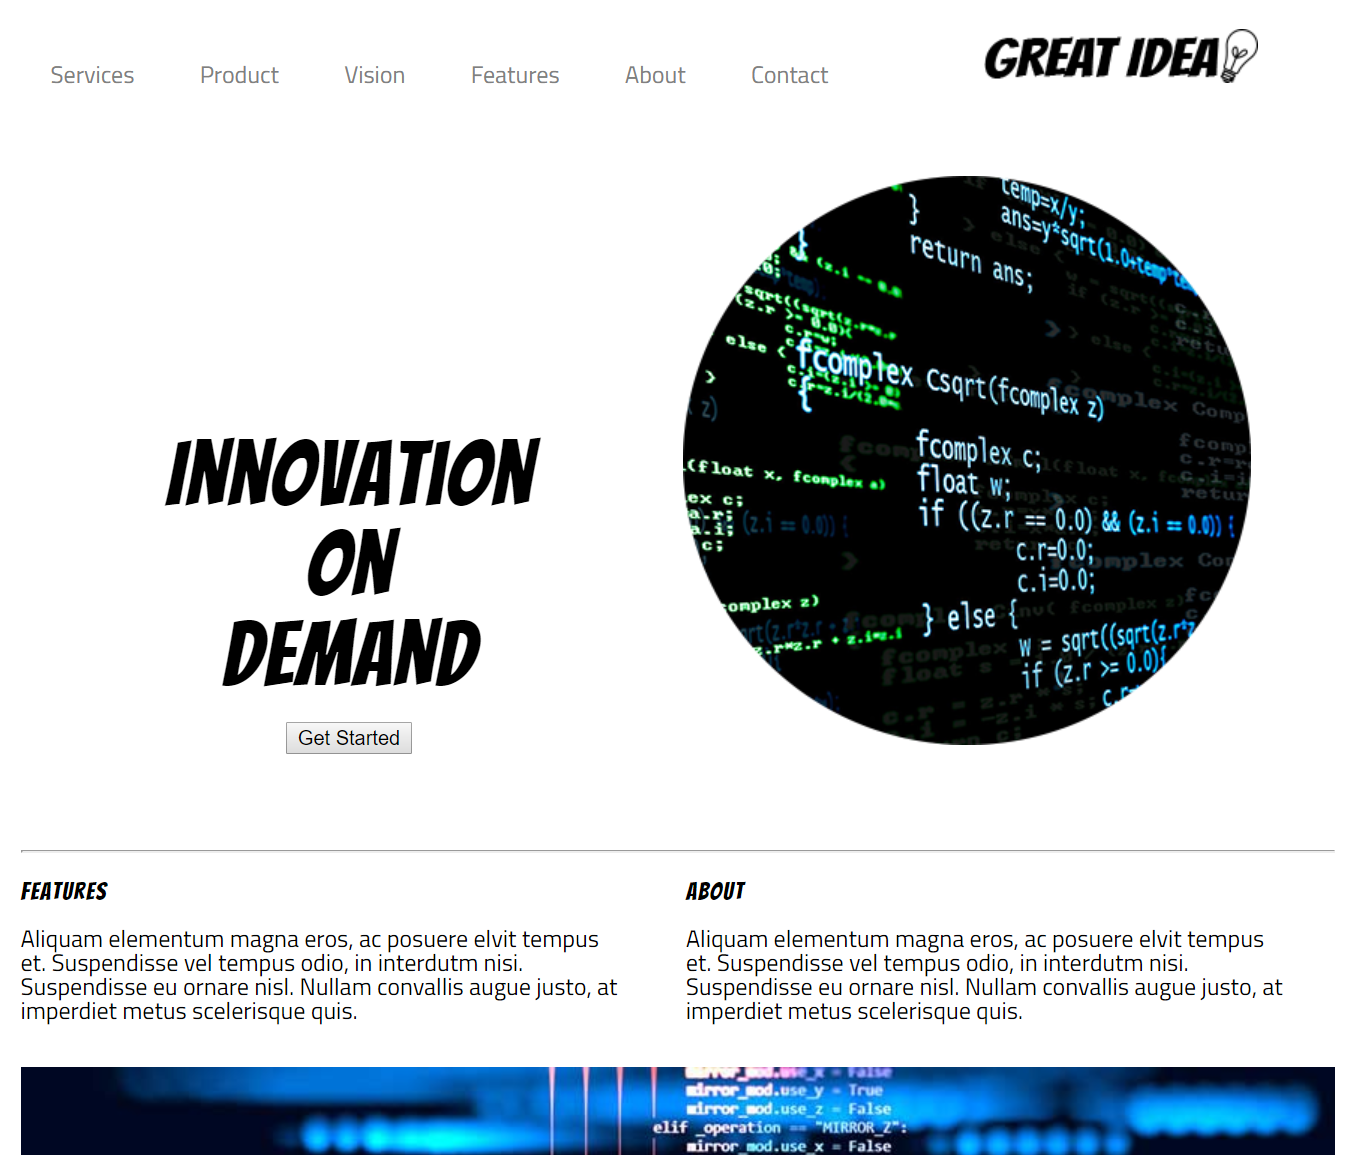 Services Product Vision Features About Contact
GREAT IDEA
temp=x/y;
}
ans=y*sqrt(1.0+temp*te
}
return ans;
else <
fcomplex Csqrt(fcomplex z)
{
fcomplex c;
float w;
if ((z.r == 0.0) && (z.i == 0.0)) {
c.r=0.0;
c.i=0.0;
} else {
w = sqrt((sqrt(z.r*z
if (z.r >= 0.0){
(float x, fcomplex a)
ex c;
a.r;
a.i;
c;
omplex z)
z.r*z.r + z.i*z.i
INNOVATION
ON
DEMAND
Get Started
FEATURES
Aliquam elementum magna eros, ac posuere elvit tempus
et. Suspendisse vel tempus odio, in interdutm nisi.
Suspendisse eu ornare nisl. Nullam convallis augue justo, at
imperdiet metus scelerisque quis.
ABOUT
Aliquam elementum magna eros, ac posuere elvit tempus
et. Suspendisse vel tempus odio, in interdutm nisi.
Suspendisse eu ornare nisl. Nullam convallis augue justo, at
imperdiet metus scelerisque quis.
mirror_mod.use_x = False
mirror_mod.use_y = True
mirror_mod.use_z = False
elif _operation == "MIRROR_Z":
mirror_mod.use_x = False